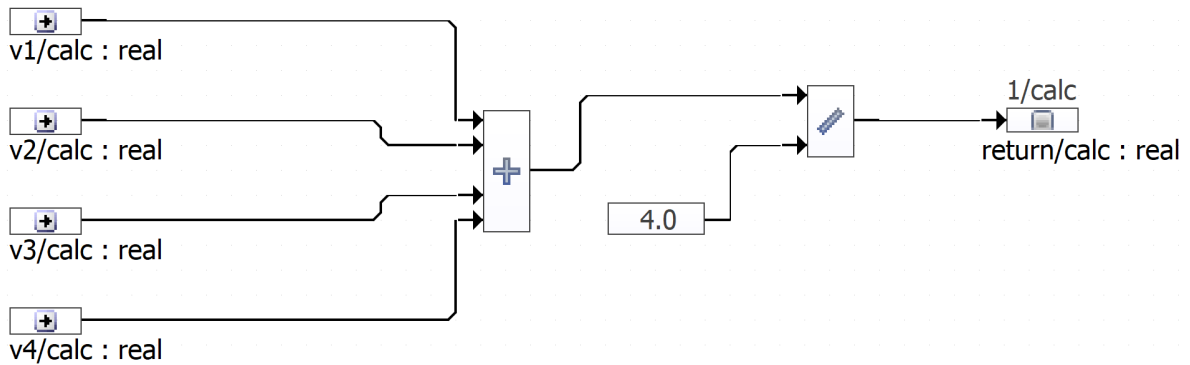 v1/calc : real
v2/calc : real
v3/calc : real
v4/calc : real
4.0
1/calc
return/calc : real